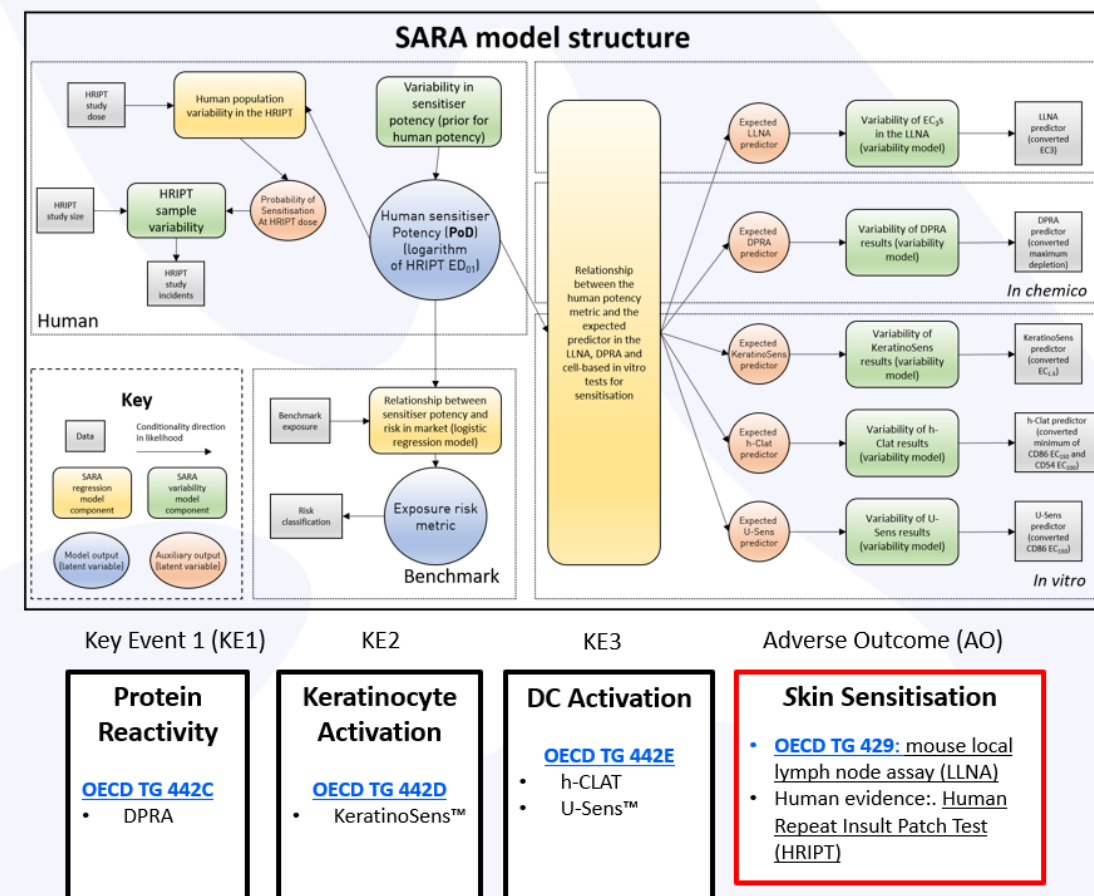 SARA model structure
HRIPT
study
dose
Human population
variability in the HRIPT
Variability in
sensitiser
potency (prior for
human potency)
HRIPT
study size
HRIPT
sample
variability
Probability of
Sensitisation
At HRIPT dose
Human sensitiser
Potency (PoD)
(logarithm
of HRIPT ED₀₁)
HRIPT
study
incidents
Human
Key
Data
Conditionality direction
in likelihood
SARA
regression
model
component
SARA
variability
model
component
Model output
(latent variable)
Auxiliary output
(latent variable)
Benchmark
exposure
Relationship between
sensitiser potency and
risk in market (logistic
regression model)
Risk
classification
Exposure risk
metric
Benchmark
Relationship
between the
human potency
metric and the
expected
predictor in the
LLNA, DPRA and
cell-based in vitro
tests for
sensitisation
Expected
LLNA
predictor
Variability of EC₃s
in the LLNA
(variability model)
LLNA
predictor
(converted
EC3)
Expected
DPRA
predictor
Variability of DPRA
results (variability
model)
DPRA
predictor
(converted
maximum
depletion)
In chemico
Expected
KeratinoSens
predictor
Variability of
KeratinoSens
results (variability
model)
KeratinoSens
predictor
(converted
EC₁.₅)
Expected
h-Clat
predictor
Variability of h-
Clat results
(variability model)
h-Clat predictor
(converted
minimum of
CD86 EC₁₅₀ and
CD54 EC₂₀₀)
Expected
U-Sens
predictor
Variability of U-
Sens results
(variability model)
U-Sens
predictor
(converted
CD86 EC₁₅₀)
In vitro
Key Event 1 (KE1)
KE2
KE3
Adverse Outcome (AO)
Protein
Reactivity
OECD TG 442C
• DPRA
Keratinocyte
Activation
OECD TG 442D
• KeratinoSens™
DC Activation
OECD TG 442E
• h-CLAT
• U-Sens™
Skin Sensitisation
• OECD TG 429: mouse local
lymph node assay (LLNA)
• Human evidence:. Human
Repeat Insult Patch Test
(HRIPT)